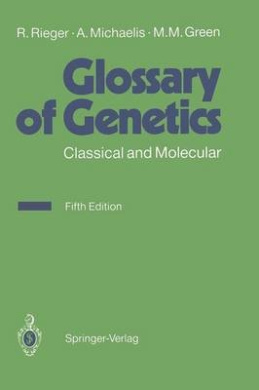 R. Rieger · A. Michaelis · M. M. Green
Glossary
of Genetics
Classical and Molecular
Fifth Edition
Springer-Verlag